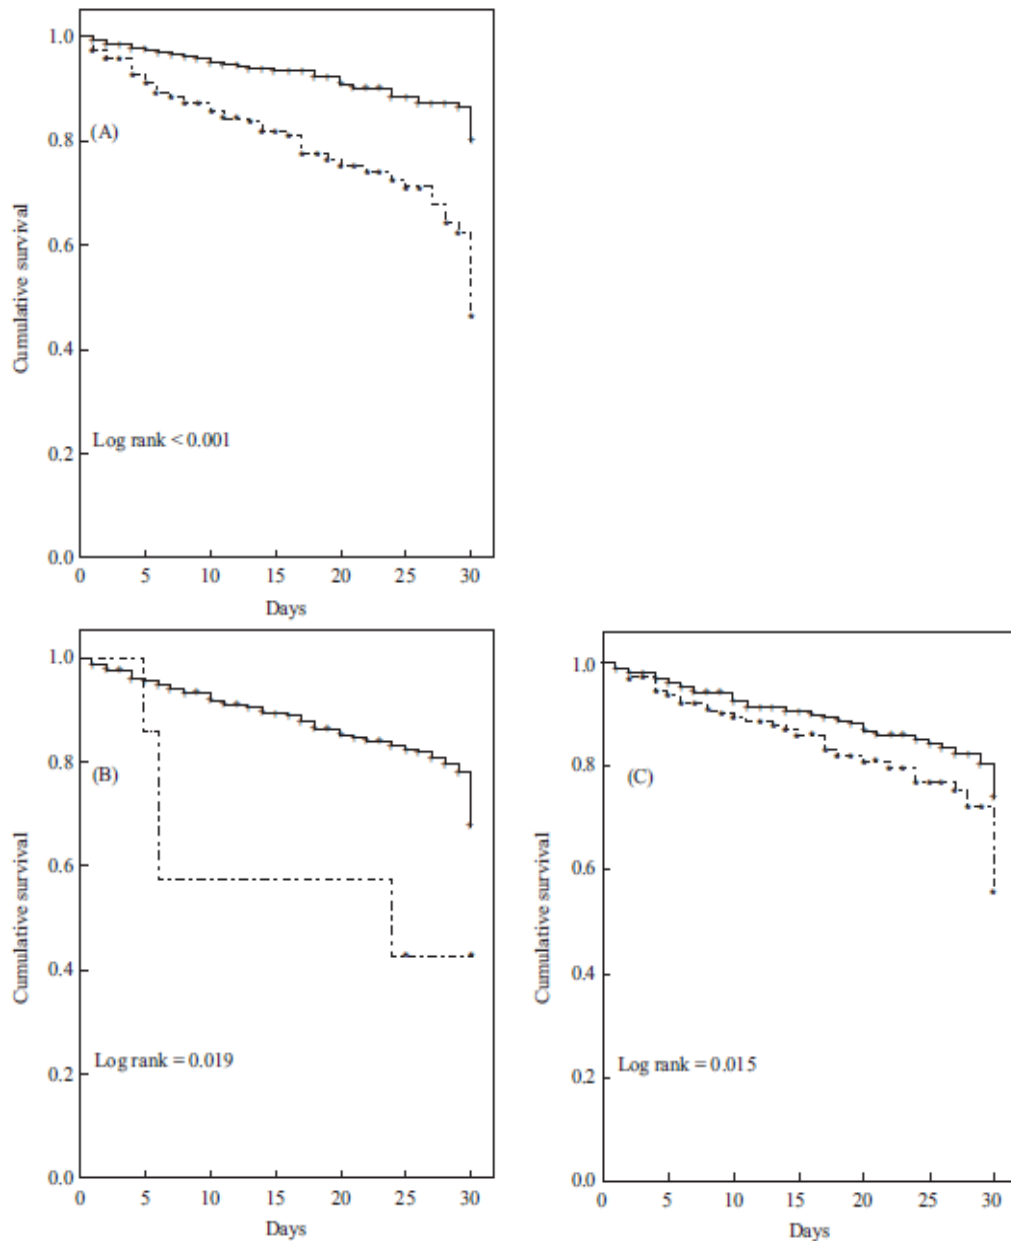 1.0
0.8
(A)
0.6
Cumulative survival
0.4
Log rank < 0.001
0.2
0.0
0 5 10 15 20 25 30
Days
1.0
0.8
(B)
0.6
Cumulative survival
0.4
Log rank = 0.019
0.2
0.0
0 5 10 15 20 25 30
Days
1.0
0.8
(C)
0.6
Cumulative survival
0.4
Log rank = 0.015
0.2
0.0
0 5 10 15 20 25 30
Days